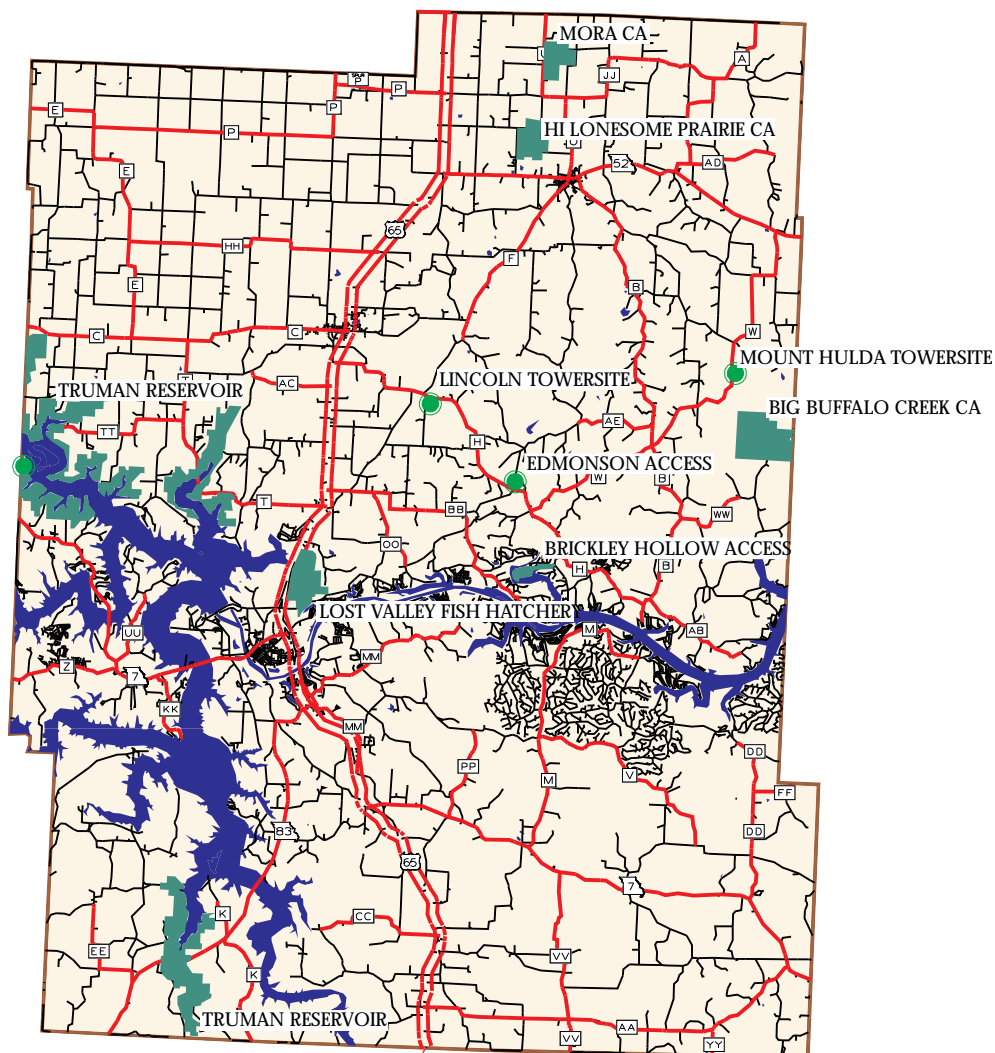 MORA CA
U
A
JJ
P
P
E
P
P
HI LONESOME PRAIRIE CA
U
52
AD
E
65
HH
F
E
B
C
C
W
MOUNT HULDA TOWERSITE
TRUMAN RESERVOIR
T
AC
LINCOLN TOWERSITE
BIG BUFFALO CREEK CA
TT
AE
H
EDMONSON ACCESS
W
B
T
BB
WW
OO
BRICKLEY HOLLOW ACCESS
H
B
LOST VALLEY FISH HATCHERY
UU
M
AB
Z
7
MM
KK
MM
DD
PP
V
M
FF
83
DD
65
7
K
CC
EE
K
VV
TRUMAN RESERVOIR
AA
VV
YY